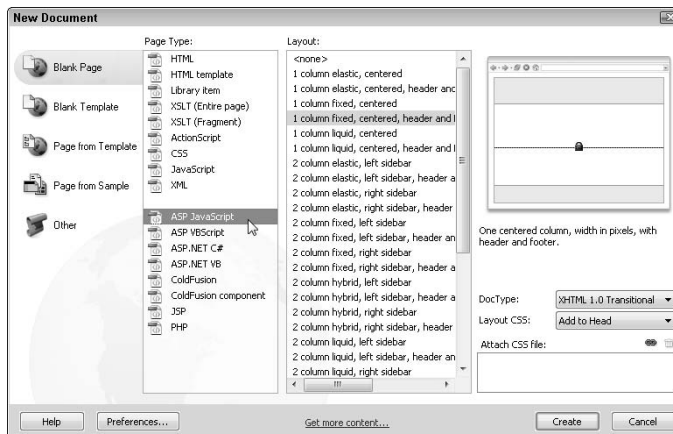 New Document
Blank Page
Blank Template
Page from Template
Page from Sample
Other
Page Type:
HTML
HTML template
Library item
XSLT (Entire page)
XSLT (Fragment)
ActionScript
CSS
JavaScript
XML
ASP JavaScript
ASP VBScript
ASP.NET C#
ASP.NET VB
ColdFusion
ColdFusion component
JSP
PHP
Layout:
<none>
1 column elastic, centered
1 column elastic, centered, header and
1 column fixed, centered
1 column fixed, centered, header and
1 column liquid, centered
1 column liquid, centered, header and
2 column elastic, left sidebar
2 column elastic, left sidebar, header a
2 column elastic, right sidebar
2 column elastic, right sidebar, header
2 column fixed, left sidebar
2 column fixed, left sidebar, header an
2 column fixed, right sidebar
2 column fixed, right sidebar, header a
2 column hybrid, left sidebar
2 column hybrid, left sidebar, header a
2 column hybrid, right sidebar
2 column hybrid, right sidebar, header
2 column liquid, left sidebar
2 column liquid, left sidebar, header an
2 column liquid, right sidebar
One centered column, width in pixels, with
header and footer.
DocType: XHTML 1.0 Transitional
Layout CSS: Add to Head
Attach CSS file:
Help Preferences... Get more content... Create Cancel